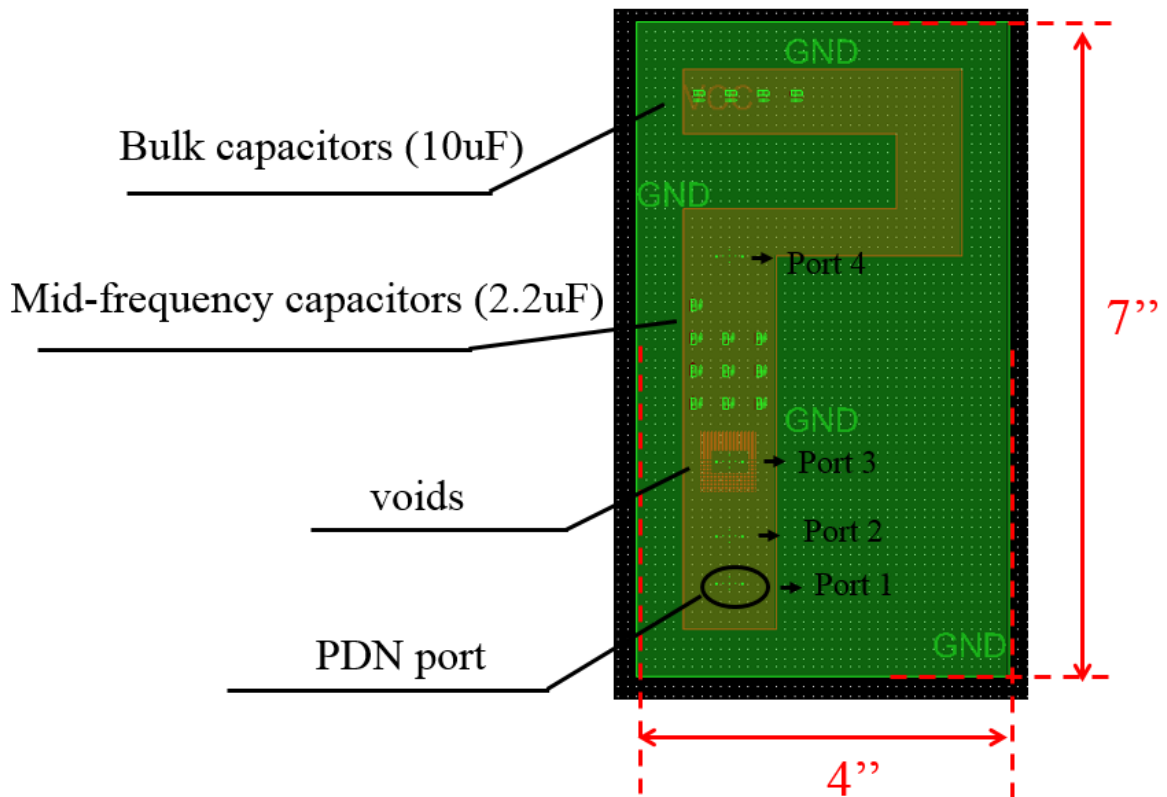 GND
VCC
Bulk capacitors (10uF)
GND
Port 4
Mid-frequency capacitors (2.2uF)
7’’
GND
Port 3
voids
Port 2
Port 1
GND
PDN port
4’’